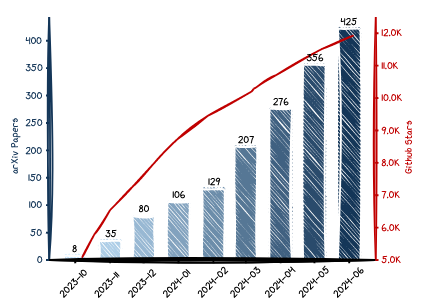 425
400
350
300
250
200
150
100
50
0
arXiv Papers
8
35
80
106
129
207
276
356
12.0K
11.0K
10.0K
9.0K
8.0K
7.0K
6.0K
5.0K
Github Stars
2023-10
2023-11
2023-12
2024-01
2024-02
2024-03
2024-04
2024-05
2024-06